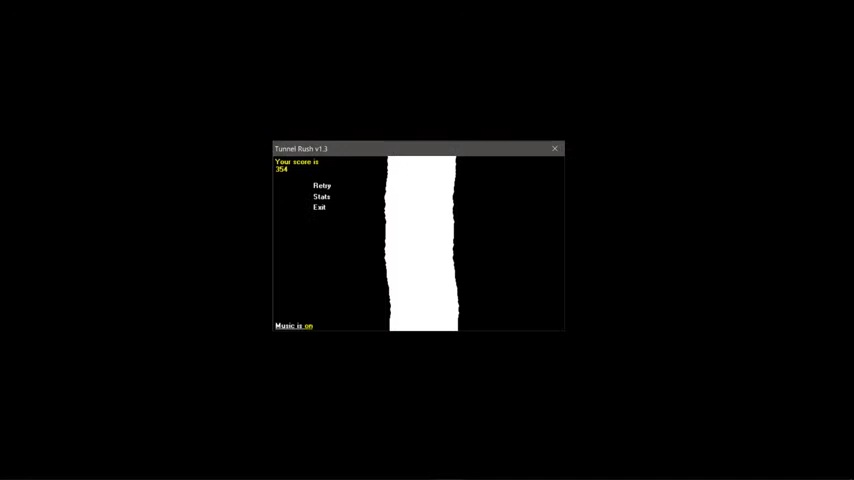 Tunnel Rush v1.3
Your score is
354
Retry
Stats
Exit
Music is on